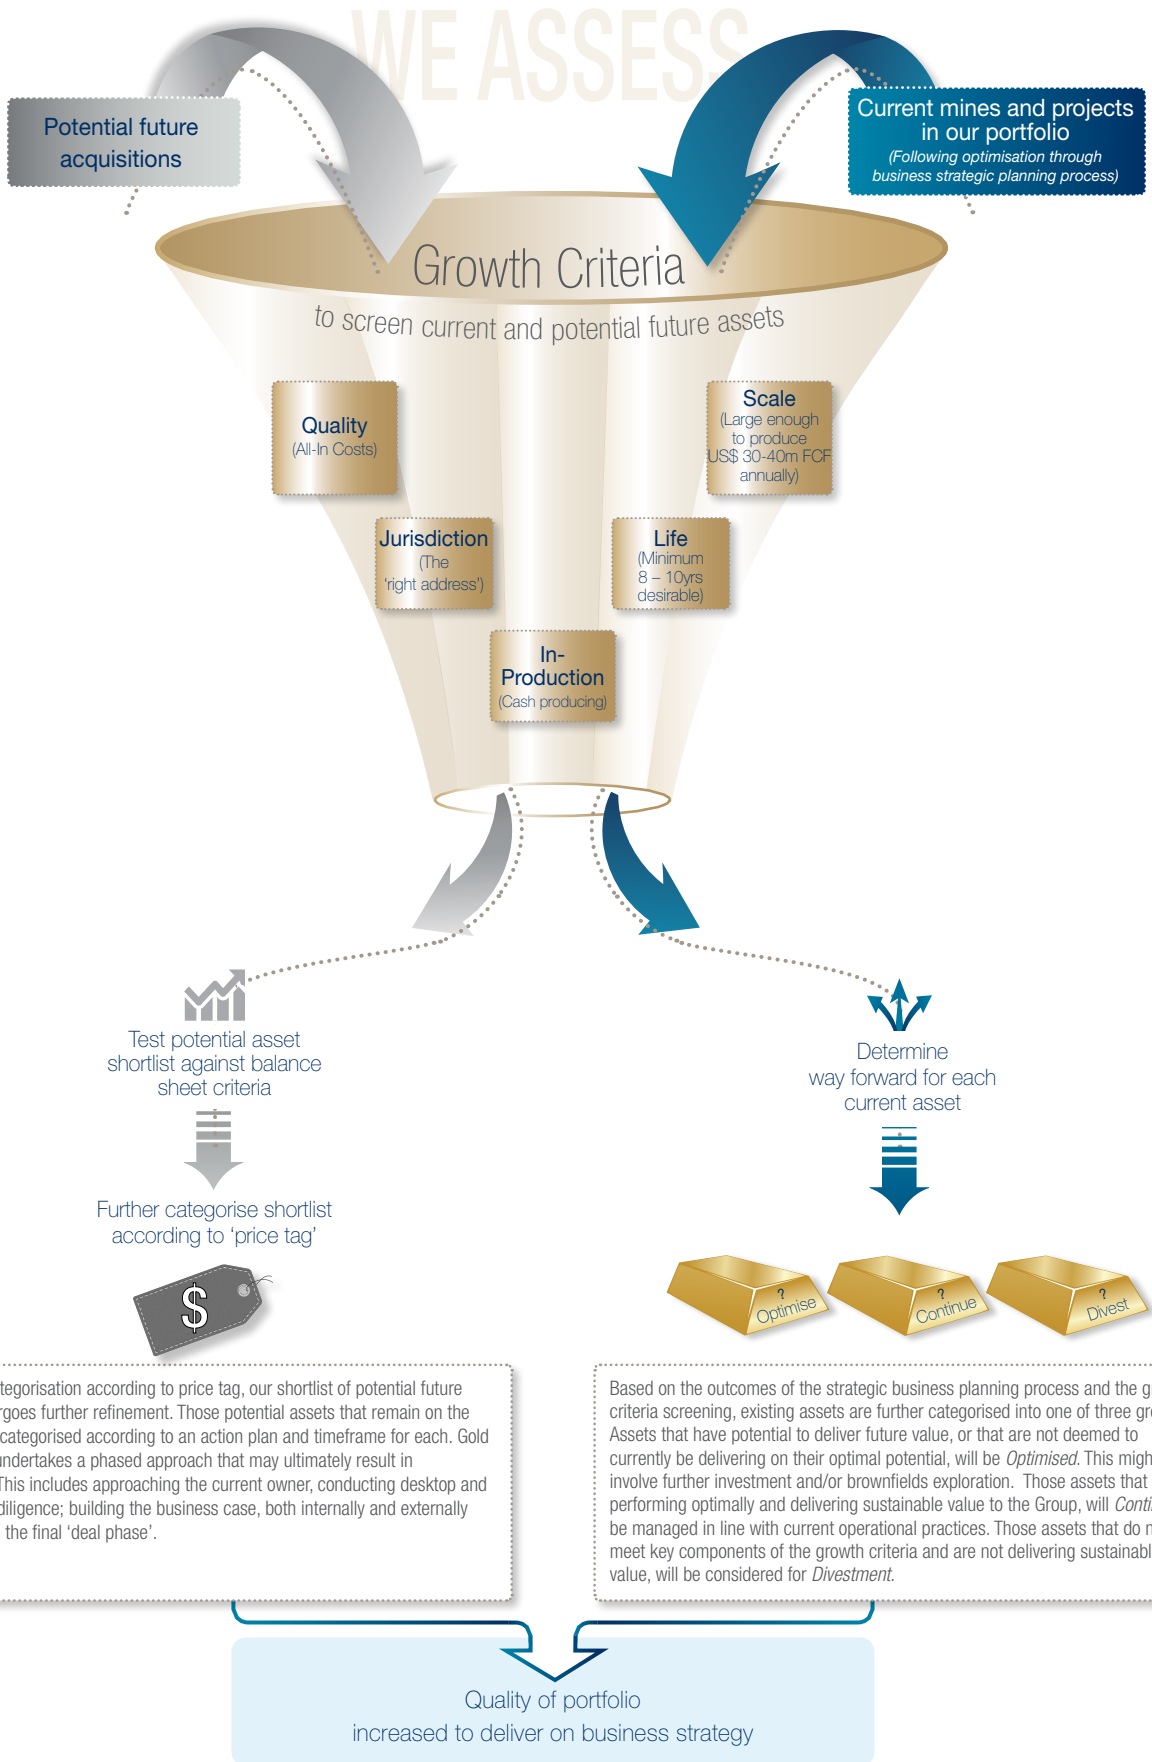 WE ASSESS
Potential future
acquisitions
Current mines and projects
in our portfolio
(Following optimisation through
business strategic planning process)
Growth Criteria
to screen current and potential future assets
Quality
(All-In Costs)
Scale
(Large enough
to produce
US$ 30-40m FCF
annually)
Jurisdiction
(The
‘right address’)
Life
(Minimum
8 – 10yrs
desirable)
In-
Production
(Cash producing)
Test potential asset
shortlist against balance
sheet criteria
Further categorise shortlist
according to ‘price tag’
$
Determine
way forward for each
current asset
?
Optimise
?
Continue
?
Divest
according to price tag, our shortlist of potential future
further refinement. Those potential assets that remain on the
categorised according to an action plan and timeframe for each. Gold
undertakes a phased approach that may ultimately result in
This includes approaching the current owner, conducting desktop and
diligence; building the business case, both internally and externally
the final ‘deal phase’.
Based on the outcomes of the strategic business planning process and the
criteria screening, existing assets are further categorised into one of three
Assets that have potential to deliver future value, or that are not deemed to
currently be delivering on their optimal potential, will be Optimised. This might
involve further investment and/or brownfields exploration. Those assets that
performing optimally and delivering sustainable value to the Group, will
be managed in line with current operational practices. Those assets that do
meet key components of the growth criteria and are not delivering
value, will be considered for Divestment.
Quality of portfolio
increased to deliver on business strategy